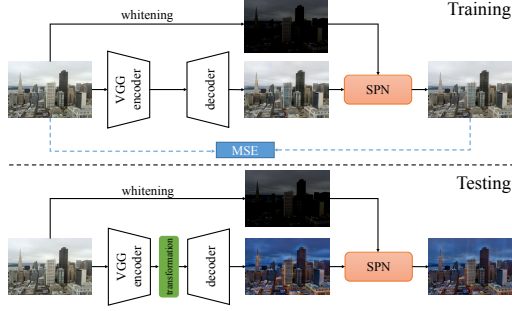 Training
whitening
VGG
encoder
decoder
SPN
MSE
Testing
whitening
VGG
encoder
transformation
decoder
SPN